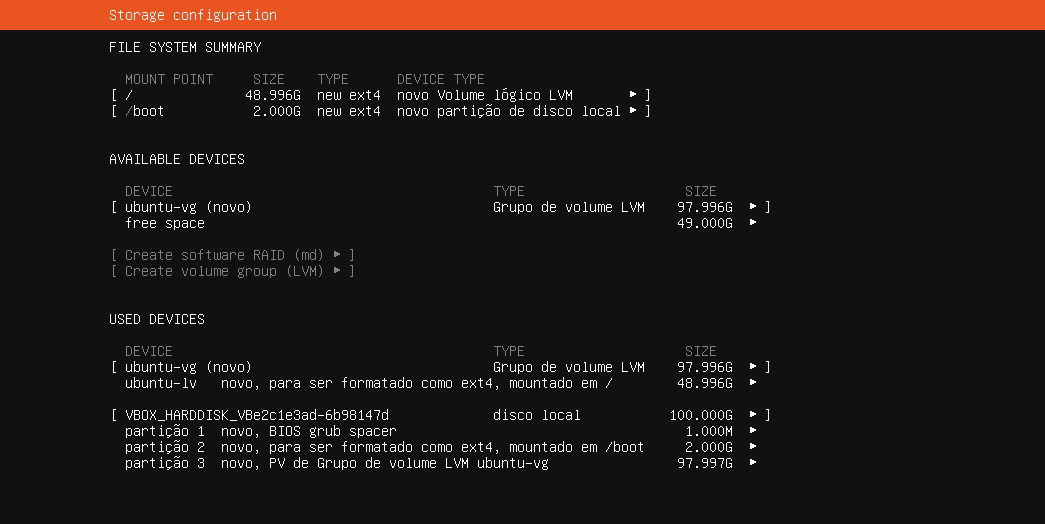 Storage configuration
FILE SYSTEM SUMMARY
MOUNT POINT SIZE TYPE DEVICE TYPE
[ / 48.996G new ext4 novo Volume lógico LVM ▸ ]
[ /boot 2.000G new ext4 novo partição de disco local ▸ ]
AVAILABLE DEVICES
DEVICE TYPE SIZE
[ ubuntu-vg (novo) Grupo de volume LVM 97.996G ▸ ]
free space 49.000G ▸
[ Create software RAID (md) ▸ ]
[ Create volume group (LVM) ▸ ]
USED DEVICES
DEVICE TYPE SIZE
[ ubuntu-vg (novo) Grupo de volume LVM 97.996G ▸ ]
ubuntu-lv novo, para ser formatado como ext4, mountado em / 48.996G ▸
[ VBOX_HARDDISK_VBe2c1e3ad-6b98147d disco local 100.000G ▸ ]
partição 1 novo, BIOS grub spacer 1.000M ▸
partição 2 novo, para ser formatado como ext4, mountado em /boot 2.000G ▸
partição 3 novo, PV de Grupo de volume LVM ubuntu-vg 97.997G ▸